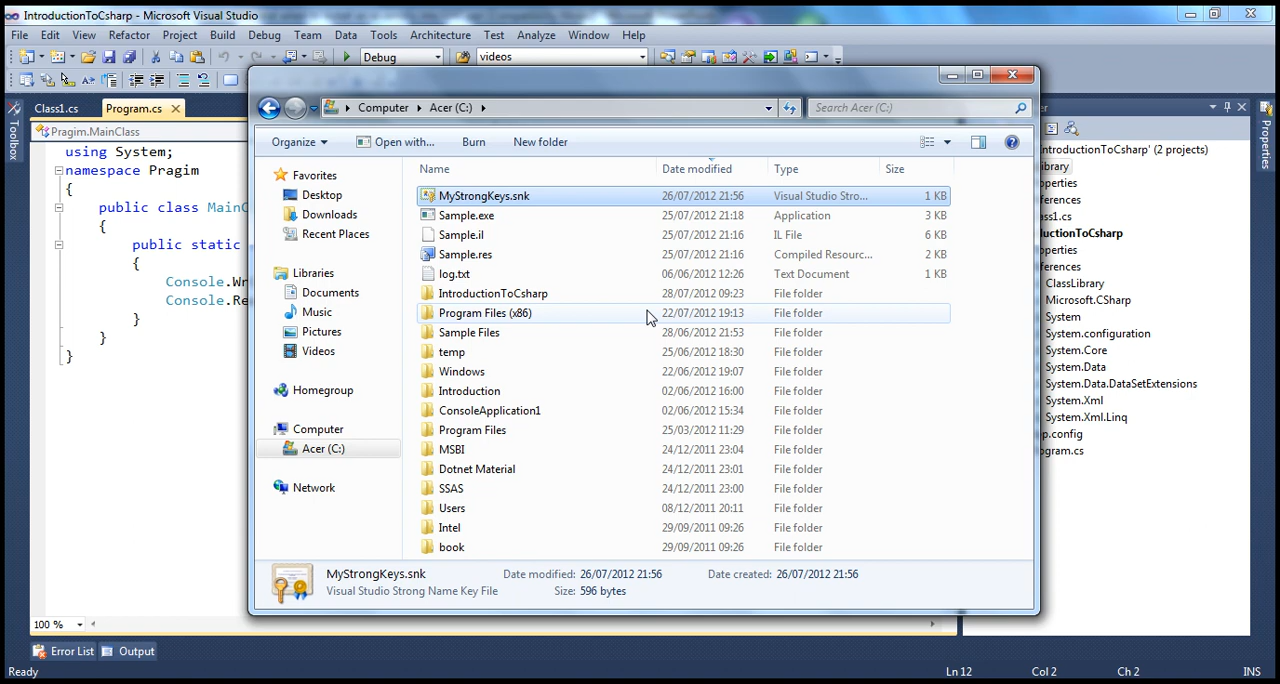 IntroductionToCsharp - Microsoft Visual Studio
File Edit View Refactor Project Build Debug Team Data Tools Architecture Test Analyze Window Help
Debug videos
Computer Acer (C:) Search Acer (C:)
Organize Open with... Burn New folder
Class1.cs Program.cs
Toolbox
Properties
Pragim.MainClass
using System;
namespace Pragim
{
public class MainC
{
public static
{
Console.Wr
Console.Re
}
}
}
Favorites
Desktop
Downloads
Recent Places
Libraries
Documents
Music
Pictures
Videos
Homegroup
Computer
Acer (C:)
Network
Name Date modified Type Size
MyStrongKeys.snk 26/07/2012 21:56 Visual Studio Stro... 1 KB
Sample.exe 25/07/2012 21:18 Application 3 KB
Sample.il 25/07/2012 21:16 IL File 6 KB
Sample.res 25/07/2012 21:16 Compiled Resourc... 2 KB
log.txt 06/06/2012 12:26 Text Document 1 KB
IntroductionToCsharp 28/07/2012 09:23 File folder
Program Files (x86) 22/07/2012 19:13 File folder
Sample Files 28/06/2012 21:53 File folder
temp 25/06/2012 18:30 File folder
Windows 22/06/2012 19:07 File folder
Introduction 02/06/2012 16:00 File folder
ConsoleApplication1 02/06/2012 15:34 File folder
Program Files 25/03/2012 11:29 File folder
MSBI 24/12/2011 23:04 File folder
Dotnet Material 24/12/2011 23:01 File folder
SSAS 24/12/2011 23:00 File folder
Users 08/12/2011 20:11 File folder
Intel 29/09/2011 09:26 File folder
book 29/09/2011 09:26 File folder
MyStrongKeys.snk Date modified: 26/07/2012 21:56 Date created: 26/07/2012 21:56
Visual Studio Strong Name Key File Size: 596 bytes
er
IntroductionToCsharp' (2 projects)
ibrary
operties
ferences
ass1.cs
ductionToCsharp
operties
ferences
ClassLibrary
Microsoft.CSharp
System
System.configuration
System.Core
System.Data
System.Data.DataSetExtensions
System.Xml
System.Xml.Linq
p.config
ogram.cs
100 %
Error List Output
Ready Ln 12 Col 2 Ch 2 INS